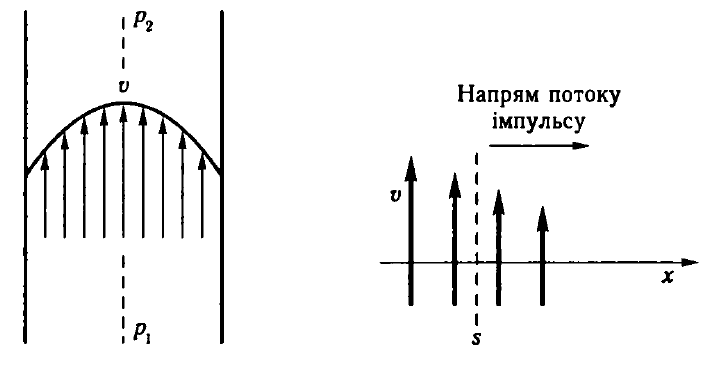 p₂
v
p₁
Напрям потоку
імпульсу
v
x
s